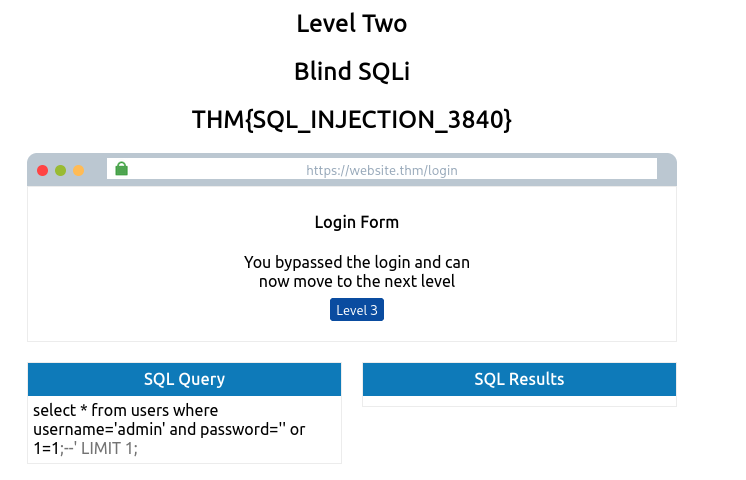 Level Two
Blind SQLi
THM{SQL_INJECTION_3840}
https://website.thm/login
Login Form
You bypassed the login and can
now move to the next level
Level 3
SQL Query
select * from users where
username='admin' and password='' or
1=1;--' LIMIT 1;
SQL Results